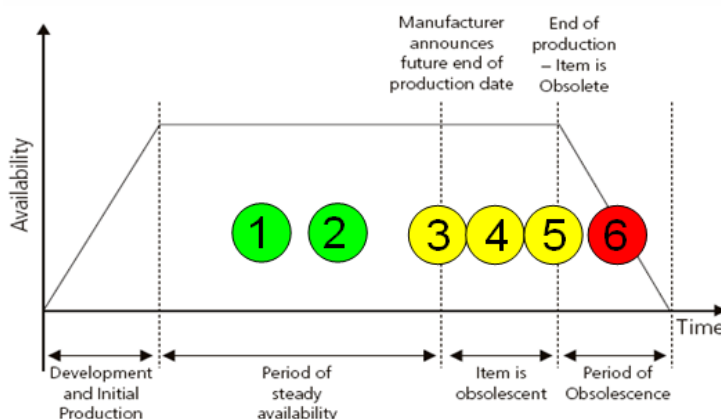 Manufacturer
announces
future end of
production date
End of
production
– Item is
Obsolete
Availability
1
2
3
4
5
6
Time
Development
and Initial
Production
Period of
steady
availability
Item is
obsolescent
Period of
Obsolescence